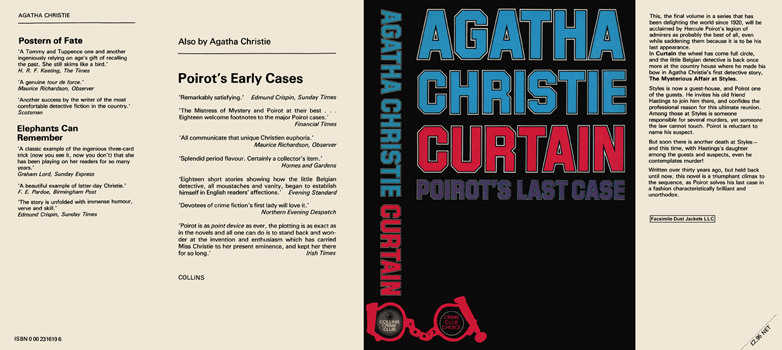 AGATHA CHRISTIE
Postern of Fate
'A Tommy and Tuppence one and another
ingeniously relying on age's gift of recalling
the past. She still skims like a bird.'
H. R. F. Keating, The Times
'A genuine tour de force.'
Maurice Richardson, Observer
'Another success by the writer of the most
comfortable detective fiction in the country.'
Scotsman
Elephants Can
Remember
'A classic example of the ingenious three-card
trick (now you see it, now you don't) that she
has been playing on her readers for so many
years.'
Graham Lord, Sunday Express
'A beautiful example of latter-day Christie.'
F. E. Pardoe, Birmingham Post
'The story is unfolded with immense humour,
verve and skill.'
Edmund Crispin, Sunday Times
ISBN 0 00 231619 6
Also by Agatha Christie
Poirot's Early Cases
'Remarkably satisfying.' Edmund Crispin, Sunday Times
'The Mistress of Mystery and Poirot at their best . . .
Eighteen welcome footnotes to the major Poirot cases.'
Financial Times
'All communicate that unique Christien euphoria.'
Maurice Richardson, Observer
'Splendid period flavour. Certainly a collector's item.'
Homes and Gardens
'Eighteen short stories showing how the little Belgian
detective, all moustaches and vanity, began to establish
himself in English readers' affections.' Evening Standard
'Devotees of crime fiction's first lady will love it.'
Northern Evening Despatch
'Poirot is as point device as ever, the plotting is as exact as
in the novels and all one can do is to stand back and won-
der at the invention and enthusiasm which has carried
Miss Christie to her present eminence, and kept her there
for so long.' Irish Times
COLLINS
AGATHA CHRISTIE CURTAIN
COLLINS
CRIME
CLUB
AGATHA
CHRISTIE
CURTAIN
POIROT'S LAST CASE
CRIME
CLUB
CHOICE
This, the final volume in a series that has
been delighting the world since 1920, will be
acclaimed by Hercule Poirot's legion of
admirers as probably the best of all, even
while saddening them because it is to be his
last appearance.
In Curtain the wheel has come full circle,
and the little Belgian detective is back once
more at the country house where he made his
bow in Agatha Christie's first detective story,
The Mysterious Affair at Styles.
Styles is now a guest-house, and Poirot one
of the guests. He invites his old friend
Hastings to join him there, and confides the
professional reason for this ultimate reunion.
Among those at Styles is someone
responsible for several murders, yet someone
the law cannot touch. Poirot is reluctant to
name his suspect.
But soon there is another death at Styles—
and this time, with Hastings's daughter
among the guests and suspects, even he
contemplates murder!
Written over thirty years ago, but held back
until now, this novel is a triumphant climax to
the sequence, as Poirot solves his last case in
a fashion characteristically brilliant and
unorthodox.
Facsimile Dust Jackets LLC
£2.95 NET